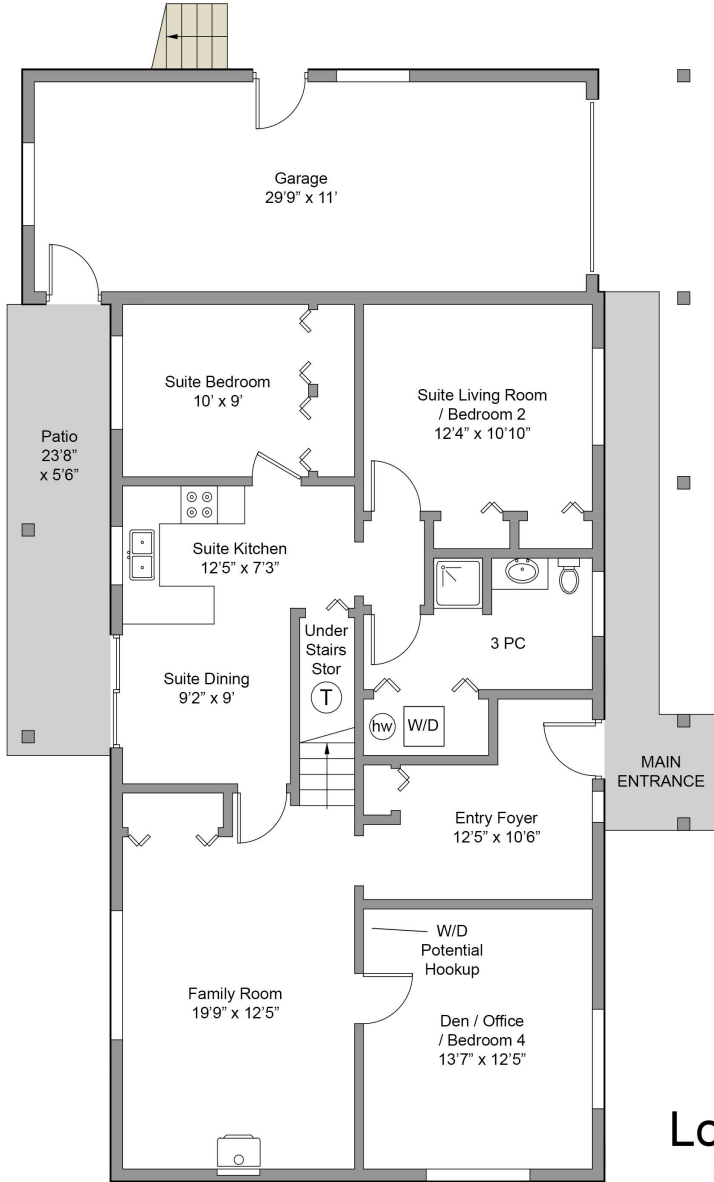 Garage
29'9" x 11'
Suite Bedroom
10' x 9'
Suite Living Room
/ Bedroom 2
12'4" x 10'10"
Patio
23'8"
x 5'6"
Suite Kitchen
12'5" x 7'3"
Under
Stairs
Stor
T
3 PC
Suite Dining
9'2" x 9'
hw
W/D
MAIN
ENTRANCE
Entry Foyer
12'5" x 10'6"
W/D
Potential
Hookup
Family Room
19'9" x 12'5"
Den / Office
/ Bedroom 4
13'7" x 12'5"
Lo